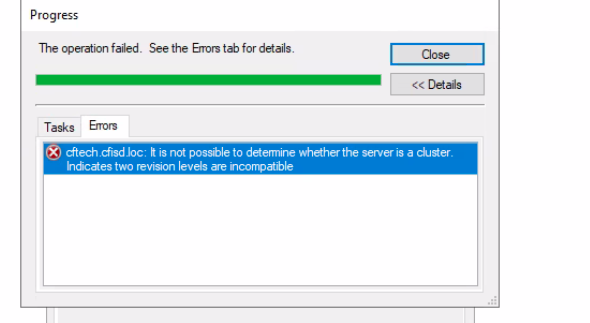 Progress
The operation failed. See the Errors tab for details.
Close
<< Details
Tasks
Errors
cftech.cfisd.loc: It is not possible to determine whether the server is a cluster.
Indicates two revision levels are incompatible